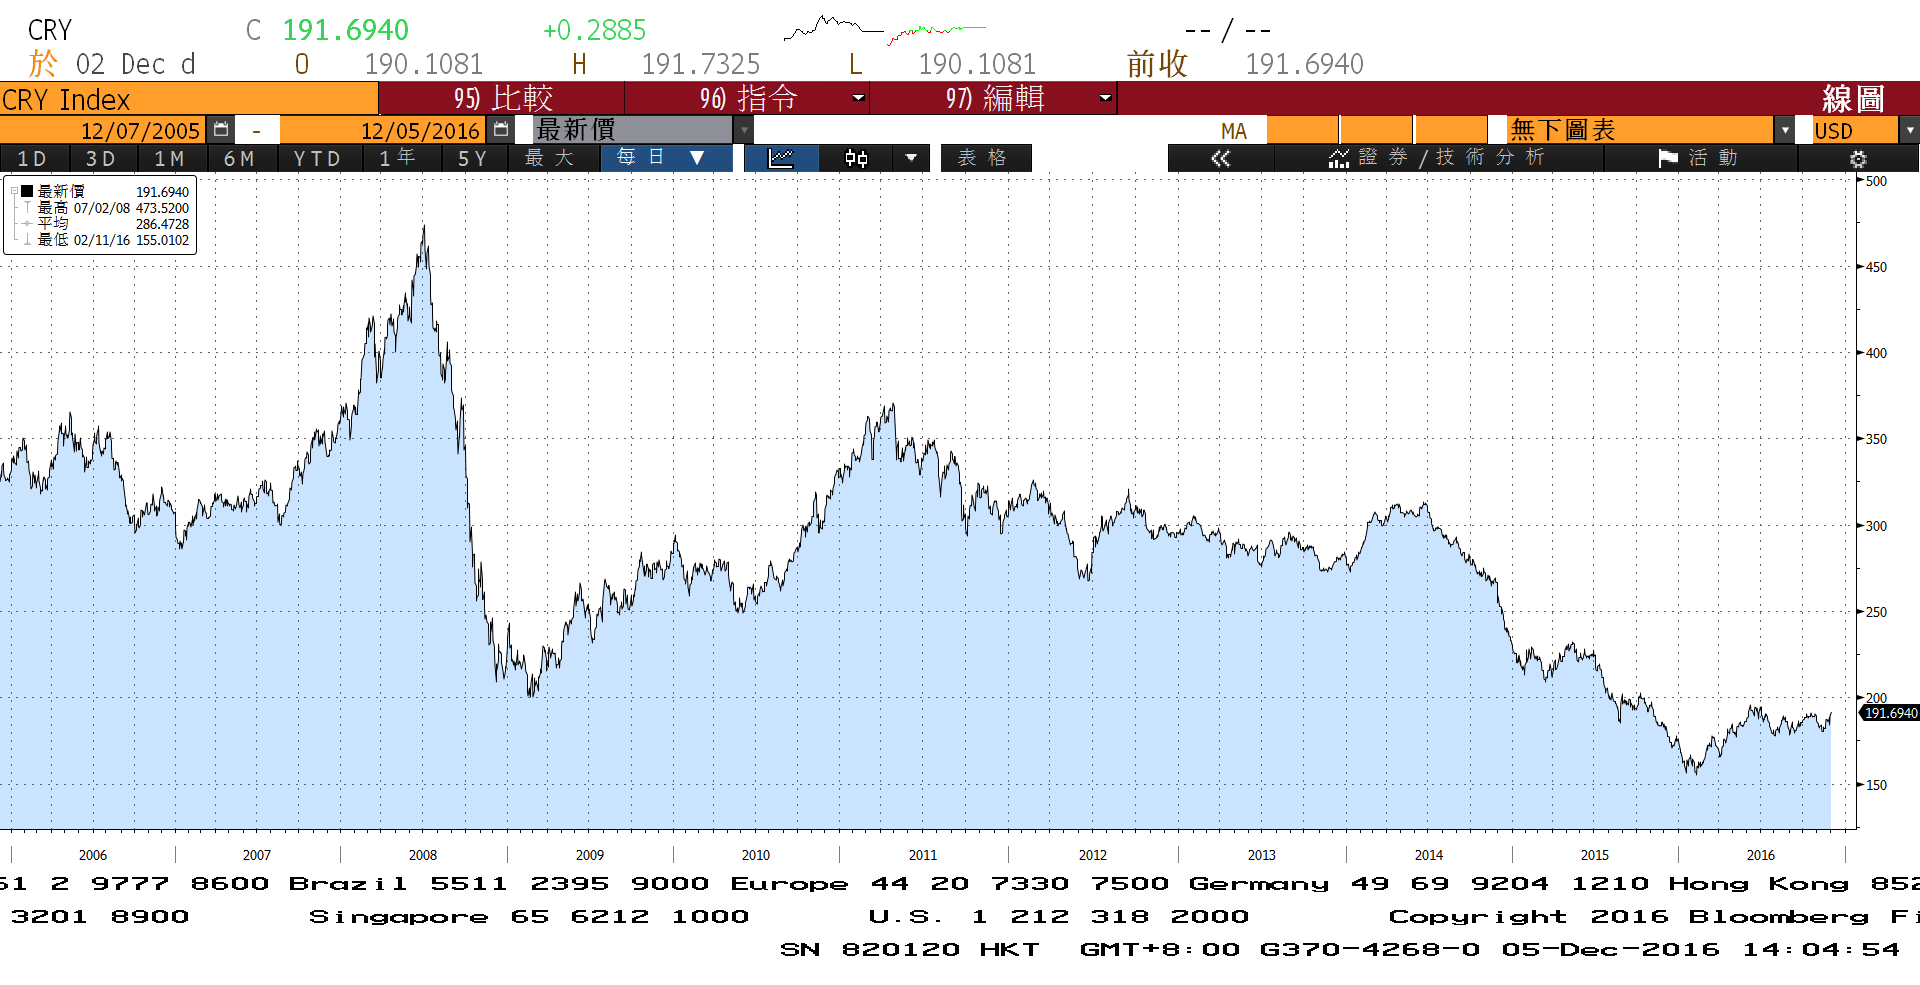 CRY C 191.6940 +0.2885 -- / --
於 02 Dec d O 190.1081 H 191.7325 L 190.1081 前收 191.6940
CRY Index 95) 比較 96) 指令 97) 編輯 線圖
12/07/2005 - 12/05/2016 最新價 MA 無下圖表 USD
1D 3D 1M 6M YTD 1年 5Y 最大 每日 ▼ 表格 « 證券/技術分析 活動
最新價 191.6940
最高 07/02/08 473.5200
平均 286.4728
最低 02/11/16 155.0102
500
450
400
350
300
250
200
191.6940
150
2006 2007 2008 2009 2010 2011 2012 2013 2014 2015 2016
61 2 9777 8600 Brazil 5511 2395 9000 Europe 44 20 7330 7500 Germany 49 69 9204 1210 Hong Kong 852
3201 8900 Singapore 65 6212 1000 U.S. 1 212 318 2000 Copyright 2016 Bloomberg Fi
SN 820120 HKT GMT+8:00 G370-4268-0 05-Dec-2016 14:04:54